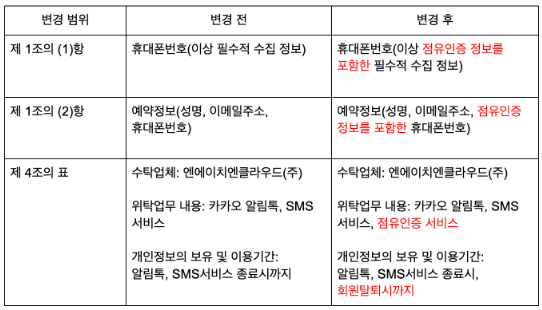 변경 범위
변경 전
변경 후
제 1조의 (1)항
휴대폰번호(이상 필수적 수집 정보)
휴대폰번호(이상 점유인증 정보를
포함한 필수적 수집 정보)
제 1조의 (2)항
예약정보(성명, 이메일주소,
휴대폰번호)
예약정보(성명, 이메일주소, 점유인증
정보를 포함한 휴대폰번호)
제 4조의 표
수탁업체: 엔에이치엔클라우드(주)
위탁업무 내용: 카카오 알림톡, SMS
서비스
개인정보의 보유 및 이용기간:
알림톡, SMS서비스 종료시까지
수탁업체: 엔에이치엔클라우드(주)
위탁업무 내용: 카카오 알림톡, SMS
서비스, 점유인증 서비스
개인정보의 보유 및 이용기간:
알림톡, SMS서비스 종료시,
회원탈퇴시까지